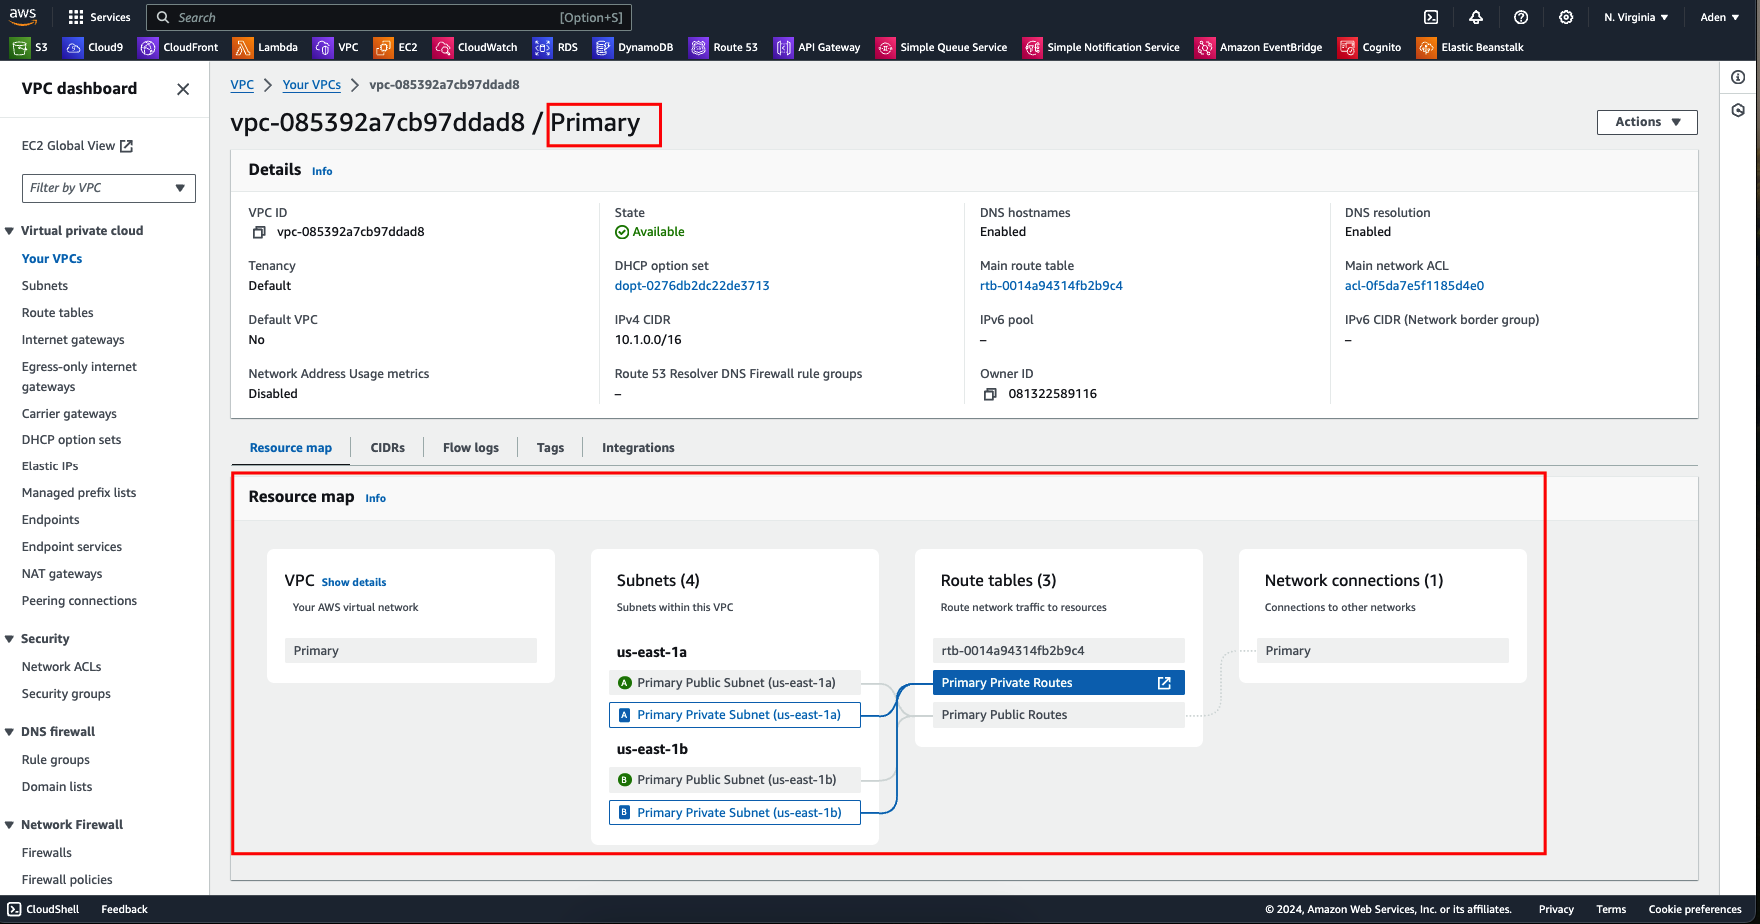 aws
Services
Search
[Option+S]
N. Virginia
Aden
S3
Cloud9
CloudFront
Lambda
VPC
EC2
CloudWatch
RDS
DynamoDB
Route 53
API Gateway
Simple Queue Service
Simple Notification Service
Amazon EventBridge
Cognito
Elastic Beanstalk
VPC dashboard
EC2 Global View
Filter by VPC
Virtual private cloud
Your VPCs
Subnets
Route tables
Internet gateways
Egress-only internet
gateways
Carrier gateways
DHCP option sets
Elastic IPs
Managed prefix lists
Endpoints
Endpoint services
NAT gateways
Peering connections
Security
Network ACLs
Security groups
DNS firewall
Rule groups
Domain lists
Network Firewall
Firewalls
Firewall policies
VPC
Your VPCs
vpc-085392a7cb97ddad8
vpc-085392a7cb97ddad8 / Primary
Actions
Details Info
VPC ID
vpc-085392a7cb97ddad8
State
Available
DNS hostnames
Enabled
DNS resolution
Enabled
Tenancy
Default
DHCP option set
dopt-0276db2dc22de3713
Main route table
rtb-0014a94314fb2b9c4
Main network ACL
acl-0f5da7e5f1185d4e0
Default VPC
No
IPv4 CIDR
10.1.0.0/16
IPv6 pool
–
IPv6 CIDR (Network border group)
–
Network Address Usage metrics
Disabled
Route 53 Resolver DNS Firewall rule groups
–
Owner ID
081322589116
Resource map
CIDRs
Flow logs
Tags
Integrations
Resource map Info
VPC Show details
Your AWS virtual network
Primary
Subnets (4)
Subnets within this VPC
us-east-1a
A Primary Public Subnet (us-east-1a)
A Primary Private Subnet (us-east-1a)
us-east-1b
B Primary Public Subnet (us-east-1b)
B Primary Private Subnet (us-east-1b)
Route tables (3)
Route network traffic to resources
rtb-0014a94314fb2b9c4
Primary Private Routes
Primary Public Routes
Network connections (1)
Connections to other networks
Primary
CloudShell
Feedback
© 2024, Amazon Web Services, Inc. or its affiliates.
Privacy
Terms
Cookie preferences